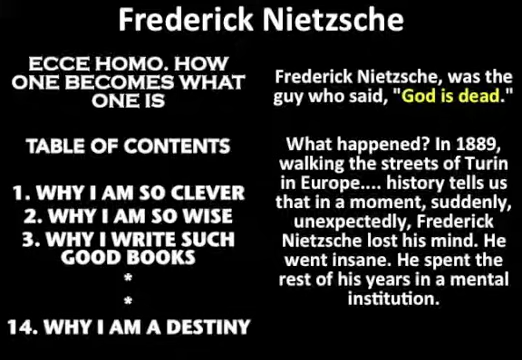 Frederick Nietzsche
ECCE HOMO. HOW
ONE BECOMES WHAT
ONE IS
TABLE OF CONTENTS
1. WHY I AM SO CLEVER
2. WHY I AM SO WISE
3. WHY I WRITE SUCH
GOOD BOOKS
*
*
14. WHY I AM A DESTINY
Frederick Nietzsche, was the
guy who said, "God is dead."
What happened? In 1889,
walking the streets of Turin
in Europe.... history tells us
that in a moment, suddenly,
unexpectedly, Frederick
Nietzsche lost his mind. He
went insane. He spent the
rest of his years in a mental
institution.